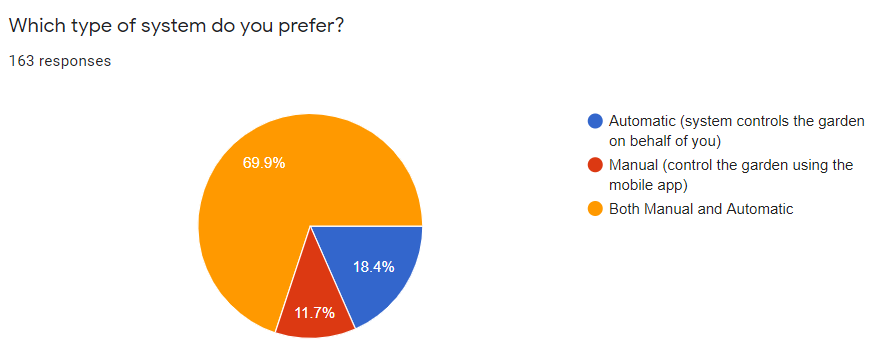 Which type of system do you prefer?
163 responses
69.9%
18.4%
11.7%
Automatic (system controls the garden
on behalf of you)
Manual (control the garden using the
mobile app)
Both Manual and Automatic